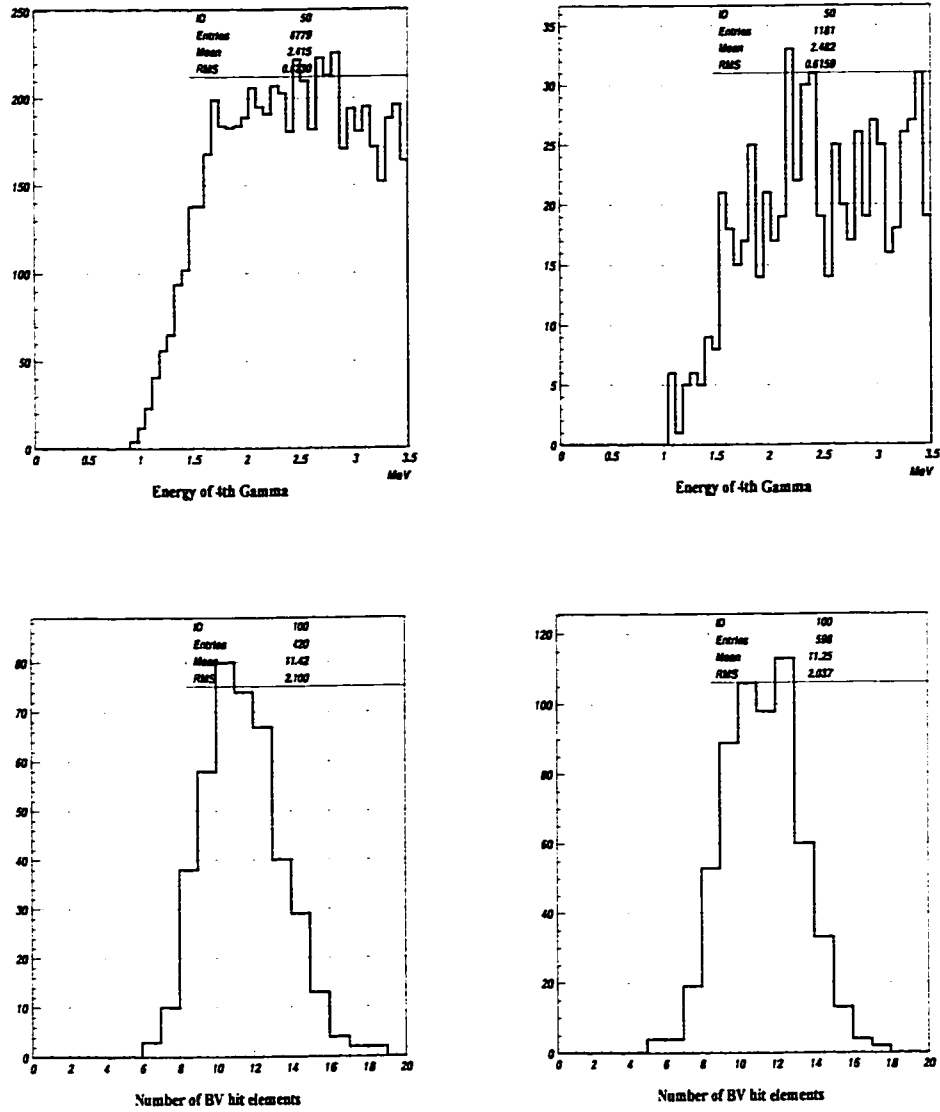 ID 50
Entries 6779
Mean 2.415
RMS
250
200
150
100
50
0
0 0.5 1 1.5 2 2.5 3 3.5
MeV
Energy of 4th Gamma
ID 50
Entries 1181
Mean 2.482
RMS 0.6159
35
30
25
20
15
10
5
0
0 0.5 1 1.5 2 2.5 3 3.5
MeV
Energy of 4th Gamma
ID 100
Entries 420
Mean 11.42
RMS 2.100
80
70
60
50
40
30
20
10
0
0 2 4 6 8 10 12 14 16 18 20
Number of BV hit elements
ID 100
Entries 598
Mean 11.25
RMS 2.037
120
100
80
60
40
20
0
0 2 4 6 8 10 12 14 16 18 20
Number of BV hit elements